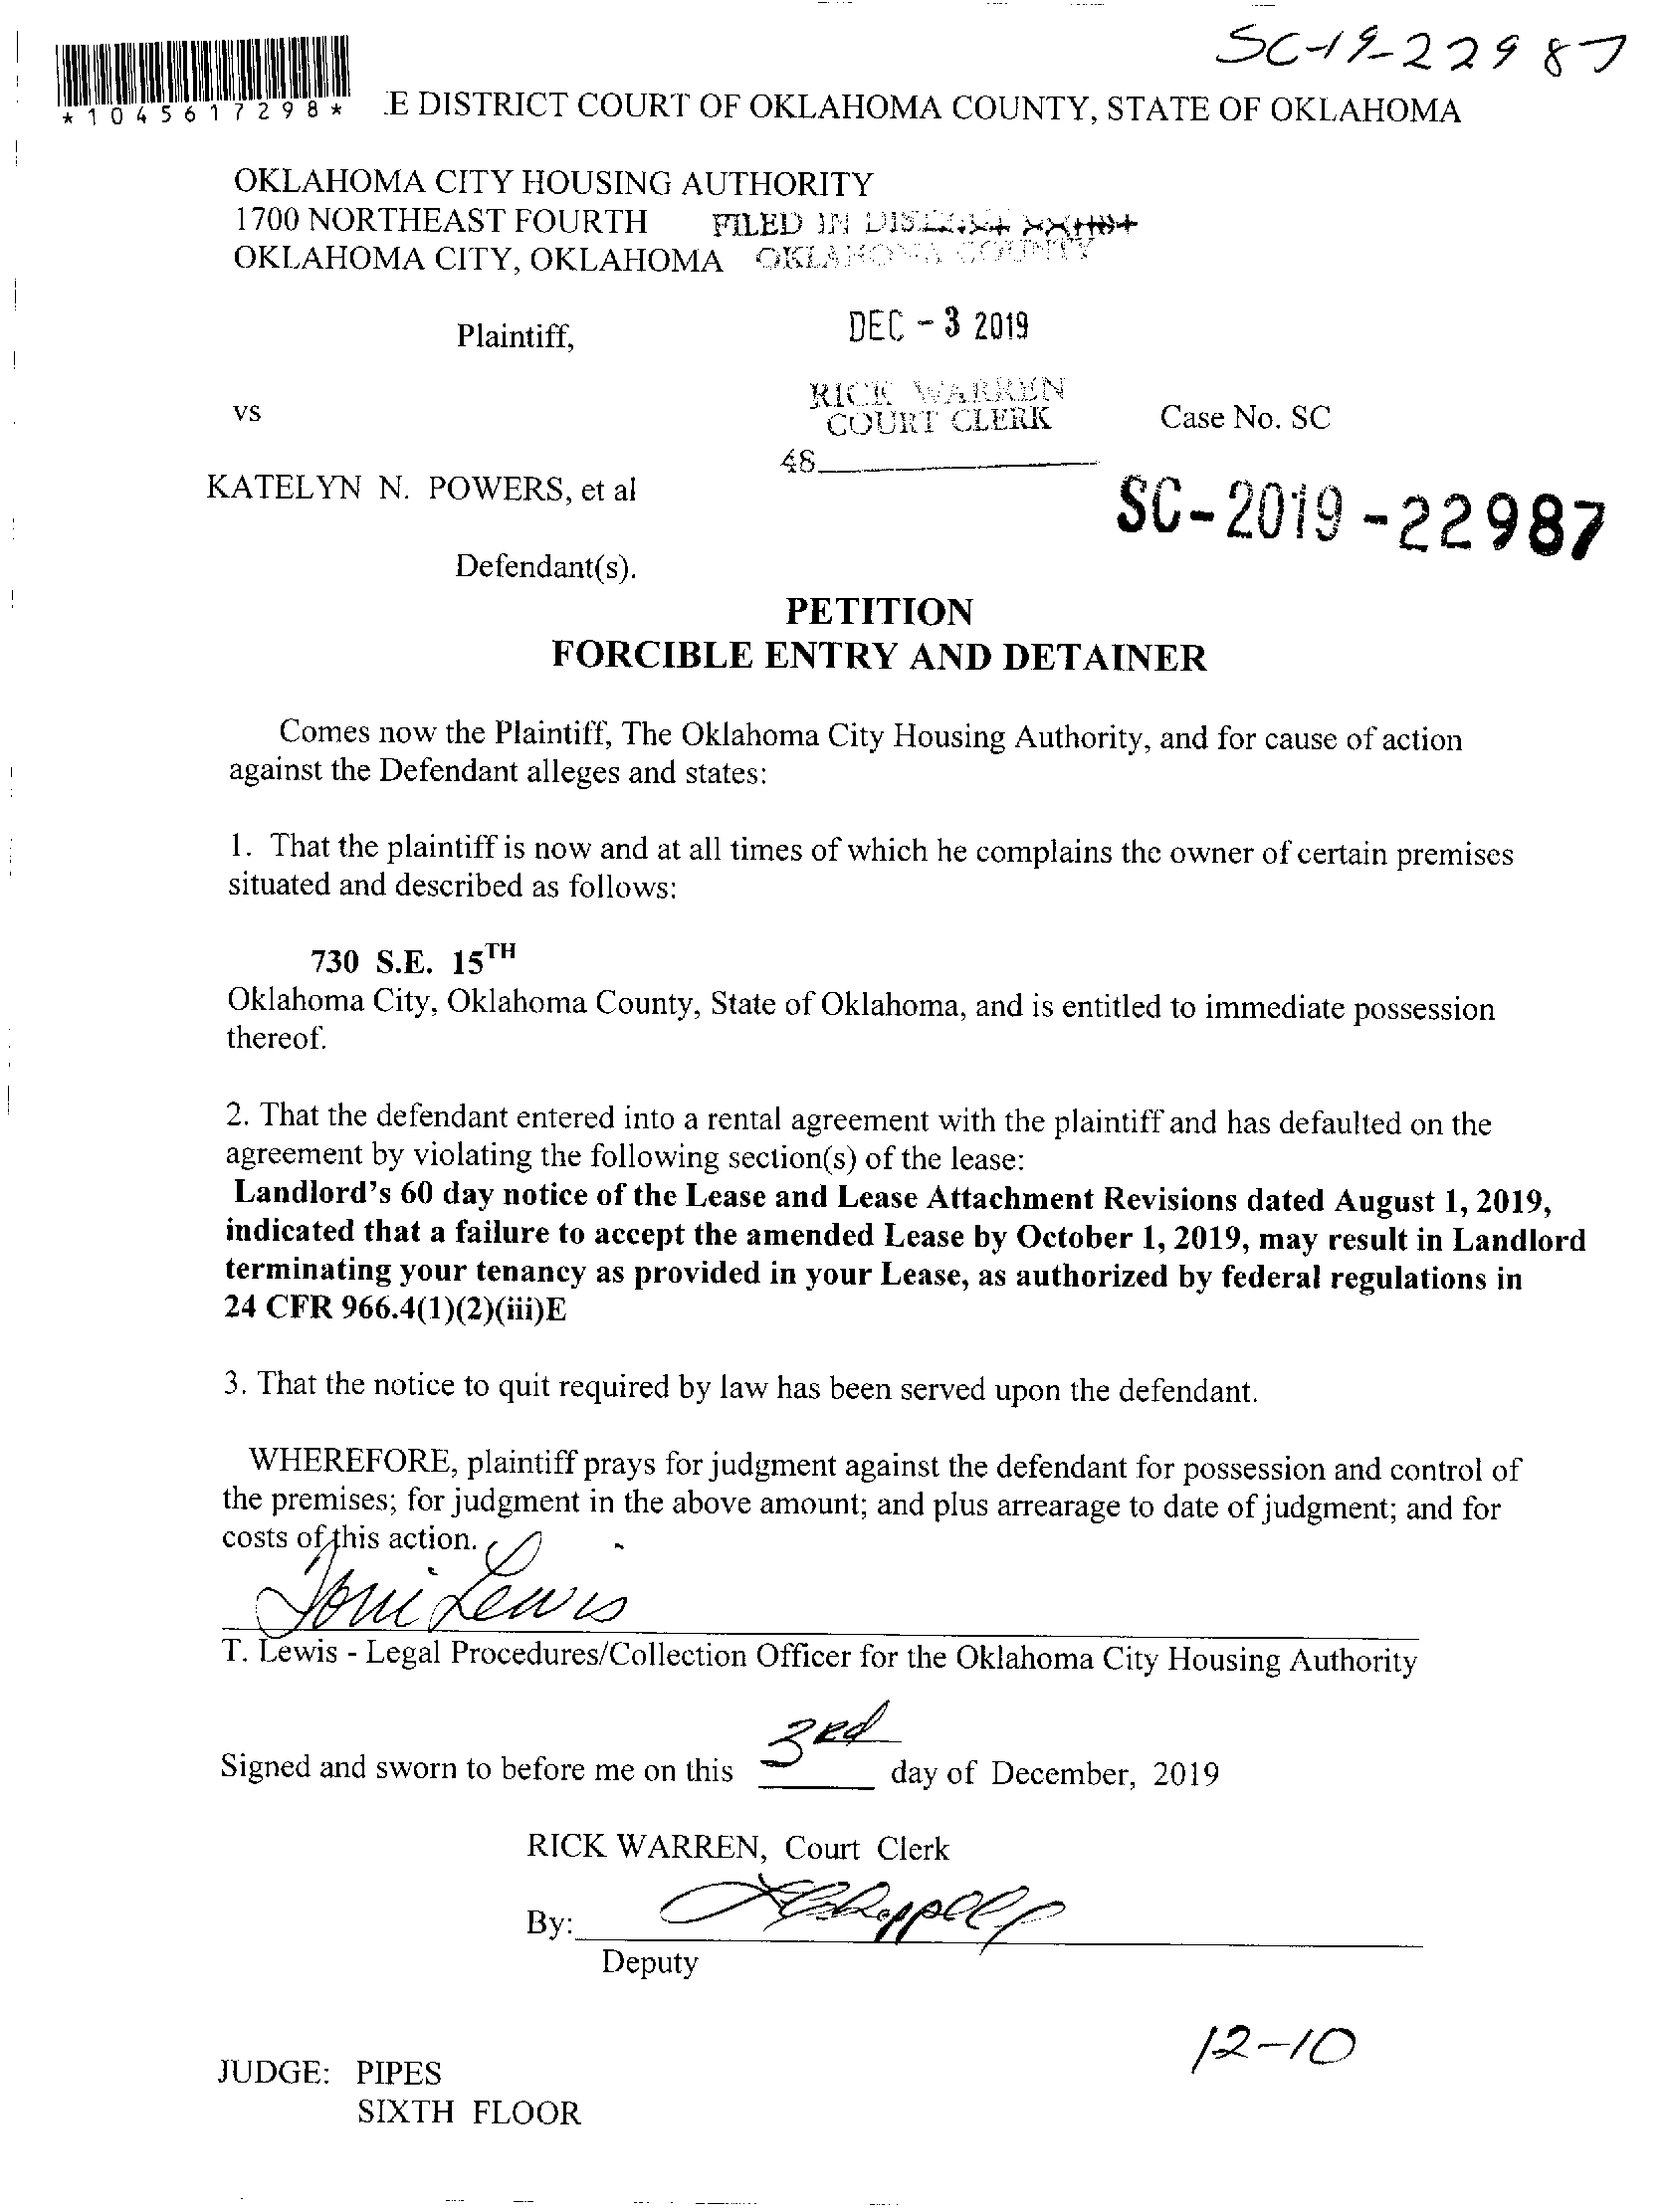 SC-19-22987
*1045617298*
.E DISTRICT COURT OF OKLAHOMA COUNTY, STATE OF OKLAHOMA
OKLAHOMA CITY HOUSING AUTHORITY
1700 NORTHEAST FOURTH FILED IN
OKLAHOMA CITY, OKLAHOMA OKLAHOMA COUNTY
Plaintiff, DEC - 3 2019
RICK WARREN
vs COURT CLERK Case No. SC
48
KATELYN N. POWERS, et al
SC-2019-22987
Defendant(s).
PETITION
FORCIBLE ENTRY AND DETAINER
Comes now the Plaintiff, The Oklahoma City Housing Authority, and for cause of action
against the Defendant alleges and states:
1. That the plaintiff is now and at all times of which he complains the owner of certain premises
situated and described as follows:
730 S.E. 15TH
Oklahoma City, Oklahoma County, State of Oklahoma, and is entitled to immediate possession
thereof.
2. That the defendant entered into a rental agreement with the plaintiff and has defaulted on the
agreement by violating the following section(s) of the lease:
Landlord's 60 day notice of the Lease and Lease Attachment Revisions dated August 1, 2019,
indicated that a failure to accept the amended Lease by October 1, 2019, may result in Landlord
terminating your tenancy as provided in your Lease, as authorized by federal regulations in
24 CFR 966.4(1)(2)(iii)E
3. That the notice to quit required by law has been served upon the defendant.
WHEREFORE, plaintiff prays for judgment against the defendant for possession and control of
the premises; for judgment in the above amount; and plus arrearage to date of judgment; and for
costs of this action.
Toni Lewis
T. Lewis - Legal Procedures/Collection Officer for the Oklahoma City Housing Authority
Signed and sworn to before me on this 3rd day of December, 2019
RICK WARREN, Court Clerk
By:
Deputy
12-10
JUDGE: PIPES
SIXTH FLOOR